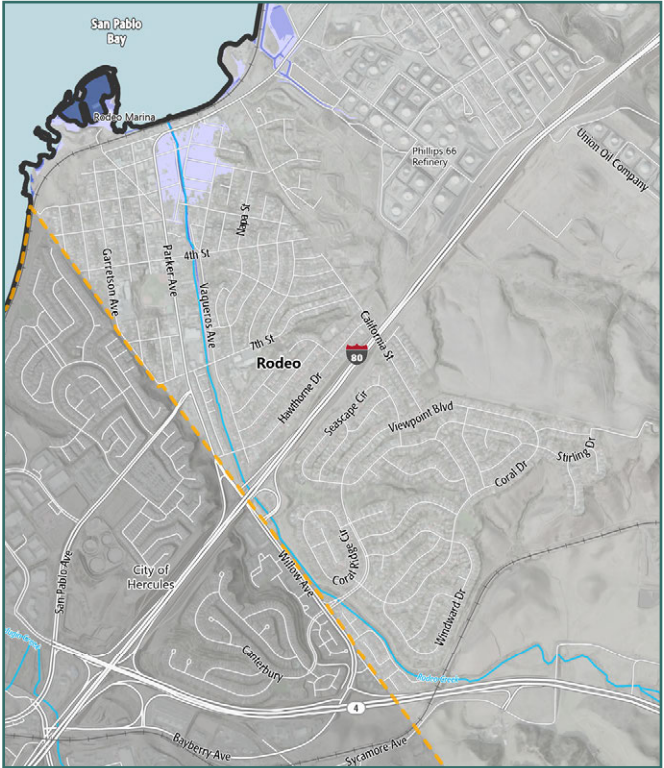 San Pablo
Bay
Rodeo Marina
Phillips 66
Refinery
Union Oil Company
4th St
Garretson Ave
Parker Ave
Vaqueros Ave
7th St
Rodeo
California St
80
Hawthorne Dr
Seascape Cir
Viewpoint Blvd
Stirling Dr
Coral Dr
Coral Ridge Cir
San Pablo Ave
City of
Hercules
Willow Ave
Windward Dr
Canterbury
Rodeo Creek
4
Bayberry Ave
Sycamore Ave